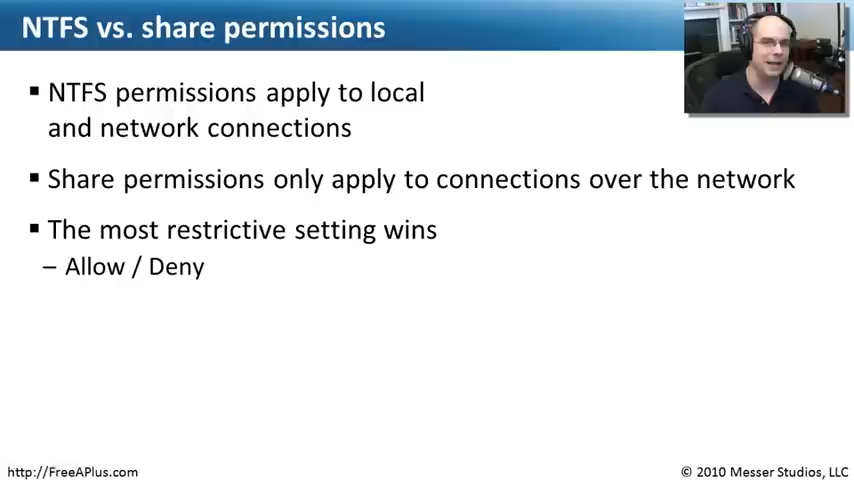 NTFS vs. share permissions
▪ NTFS permissions apply to local
and network connections
▪ Share permissions only apply to connections over the network
▪ The most restrictive setting wins
– Allow / Deny
http://FreeAPlus.com
© 2010 Messer Studios, LLC